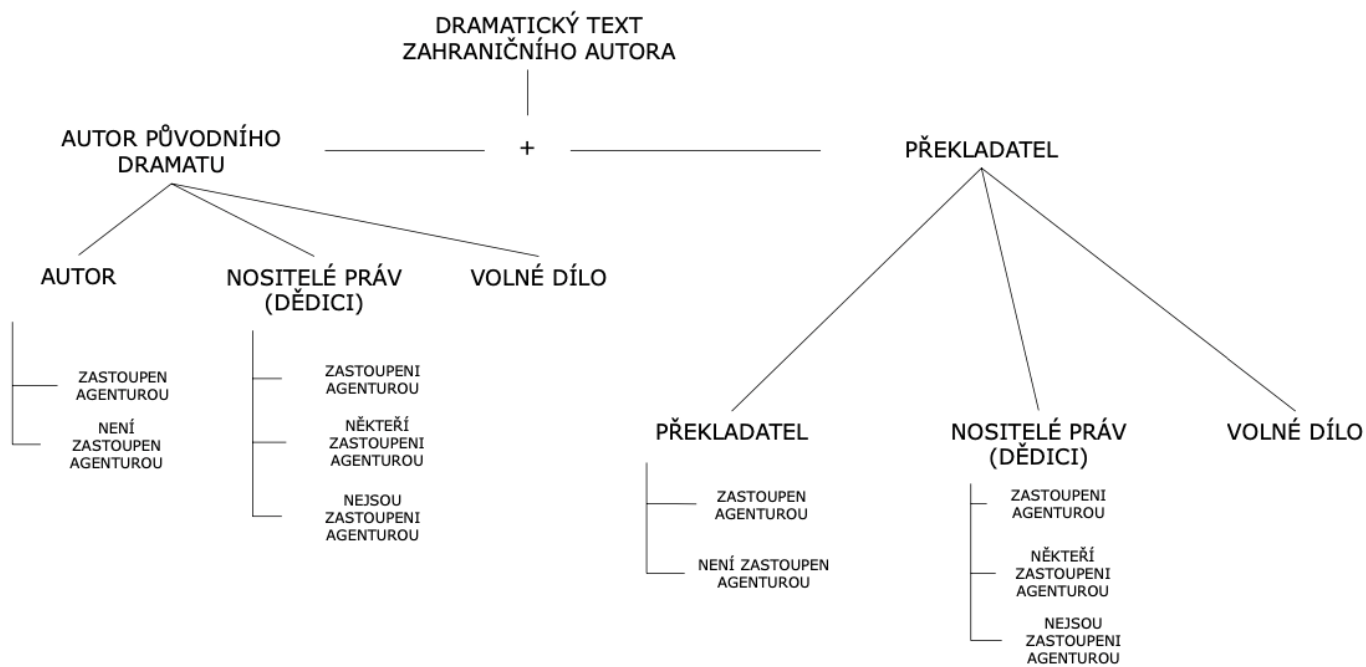 DRAMATICKÝ TEXT
ZAHRANIČNÍHO AUTORA
AUTOR PŮVODNÍHO
DRAMATU
+
PŘEKLADATEL
AUTOR
NOSITELÉ PRÁV
(DĚDICI)
VOLNÉ DÍLO
ZASTOUPEN
AGENTUROU
NENÍ
ZASTOUPEN
AGENTUROU
ZASTOUPENI
AGENTUROU
NĚKTEŘÍ
ZASTOUPENI
AGENTUROU
NEJSOU
ZASTOUPENI
AGENTUROU
PŘEKLADATEL
NOSITELÉ PRÁV
(DĚDICI)
VOLNÉ DÍLO
ZASTOUPEN
AGENTUROU
NENÍ ZASTOUPEN
AGENTUROU
ZASTOUPENI
AGENTUROU
NĚKTEŘÍ
ZASTOUPENI
AGENTUROU
NEJSOU
ZASTOUPENI
AGENTUROU